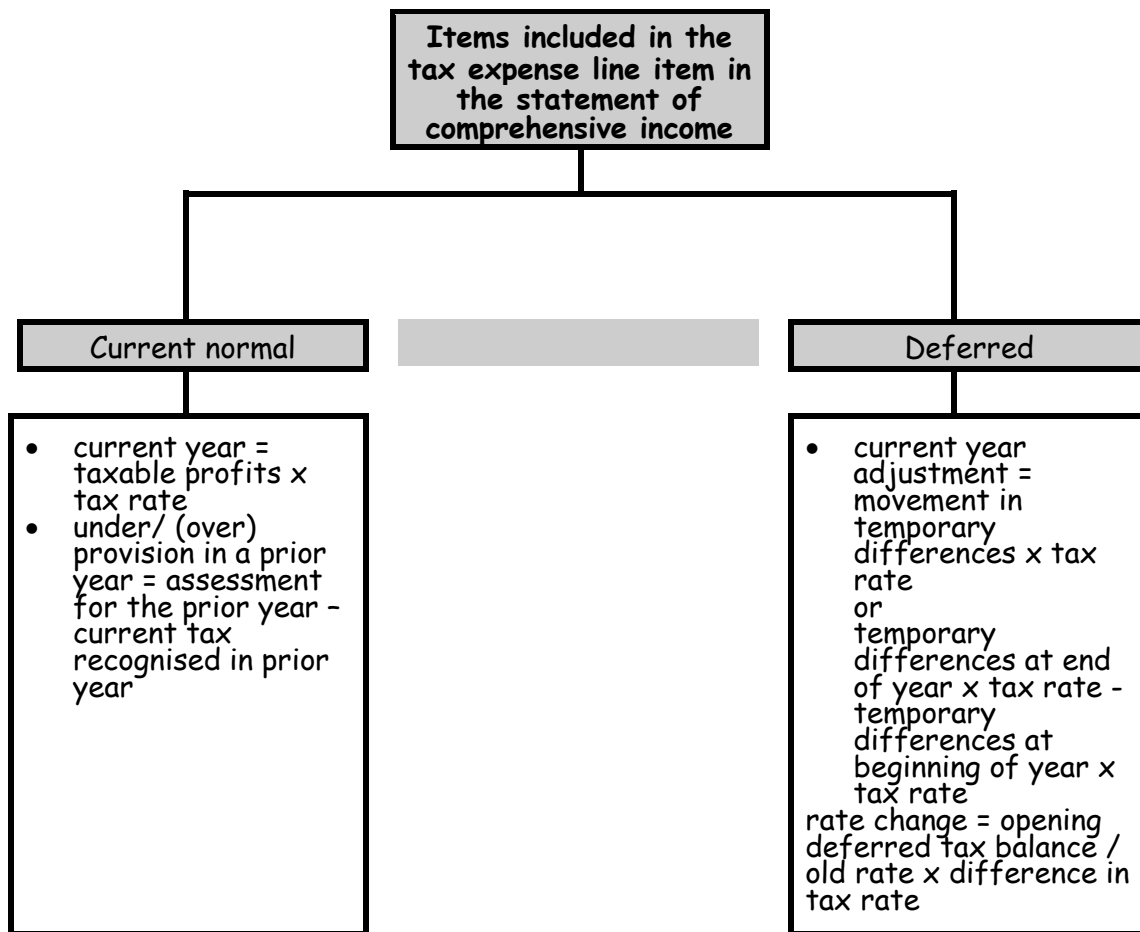 Items included in the
tax expense line item in
the statement of
comprehensive income
Current normal
Deferred
• current year =
taxable profits x
tax rate
• under/ (over)
provision in a prior
year = assessment
for the prior year –
current tax
recognised in prior
year
• current year
adjustment =
movement in
temporary
differences x tax
rate
or
temporary
differences at end
of year x tax rate -
temporary
differences at
beginning of year x
tax rate
rate change = opening
deferred tax balance /
old rate x difference in
tax rate